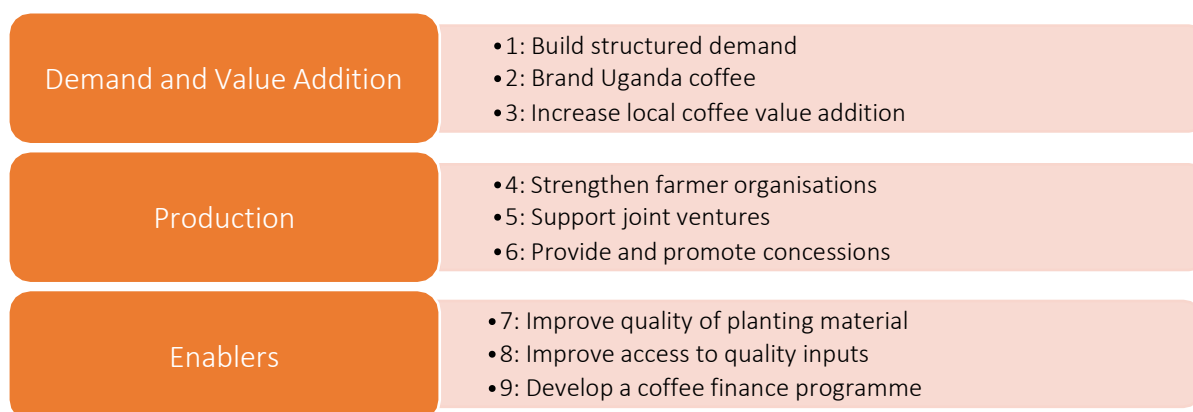 Demand and Value Addition
•1: Build structured demand
•2: Brand Uganda coffee
•3: Increase local coffee value addition
Production
•4: Strengthen farmer organisations
•5: Support joint ventures
•6: Provide and promote concessions
Enablers
•7: Improve quality of planting material
•8: Improve access to quality inputs
•9: Develop a coffee finance programme